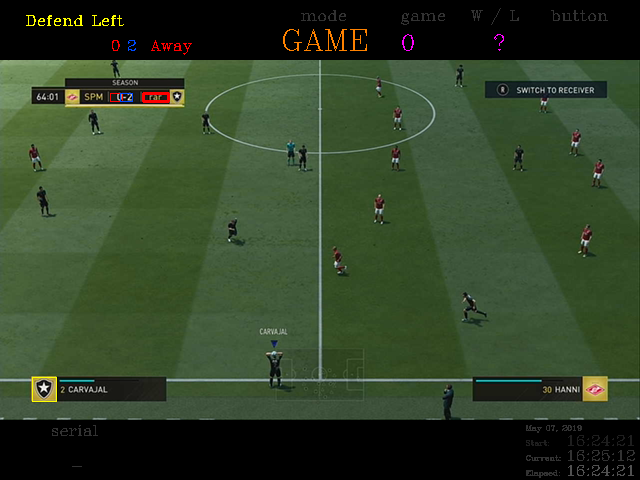 Defend Left
mode game W / L button
0 2 Away GAME 0 ?
SEASON
64:01 SPM 0-2 rar
R SWITCH TO RECEIVER
CARVAJAL
2 CARVAJAL
30 HANNI
serial
_
May 07, 2019
Start: 16:24:21
Current: 16:25:12
Elapsed: 16:24:21